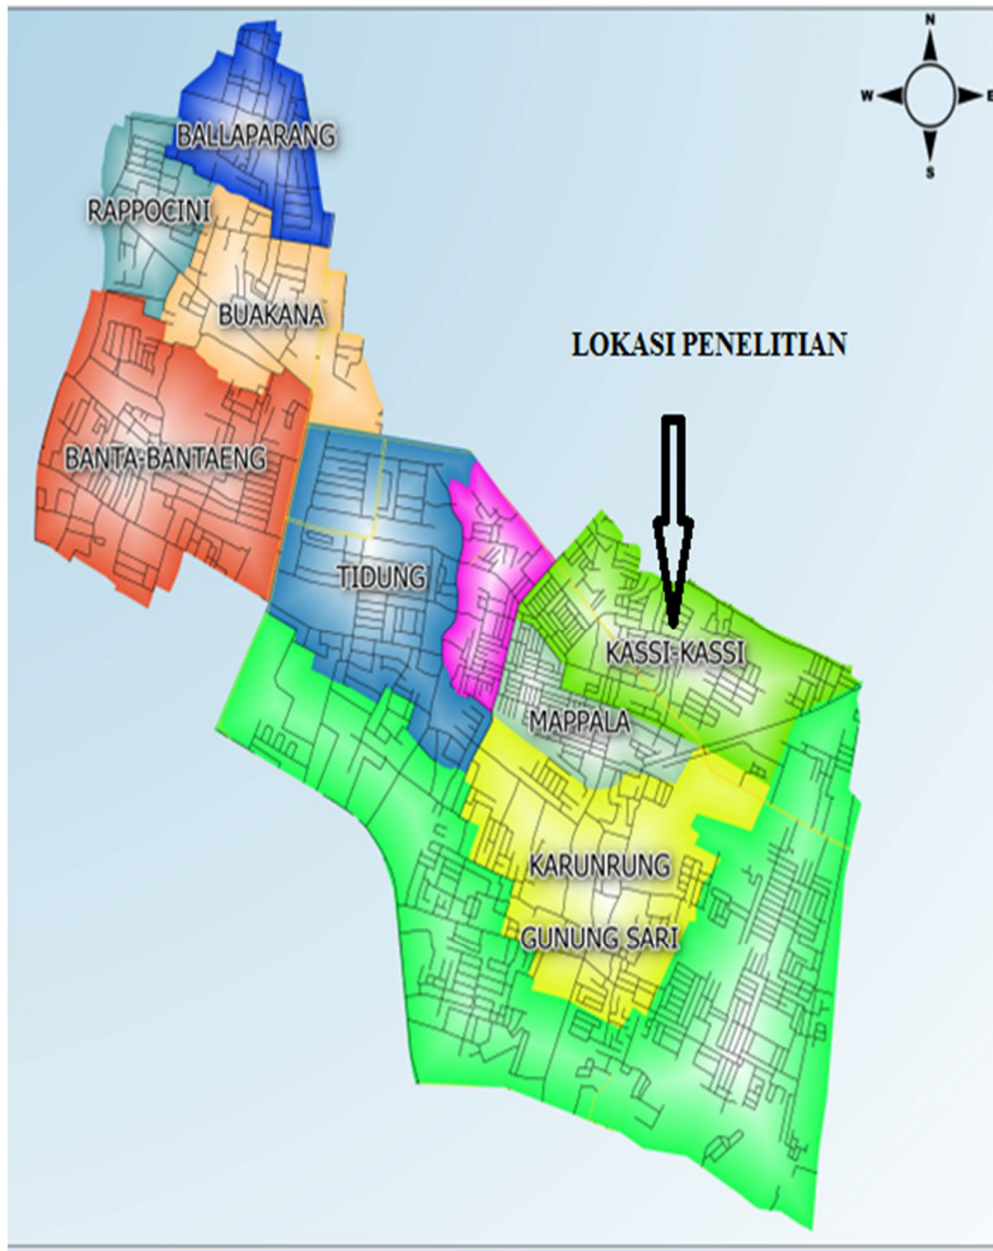 N
W
E
S
BALLAPARANG
RAPPOCINI
BUAKANA
LOKASI PENELITIAN
BANTA-BANTAENG
TIDUNG
KASSI-KASSI
MAPPALA
KARUNRUNG
GUNUNG SARI